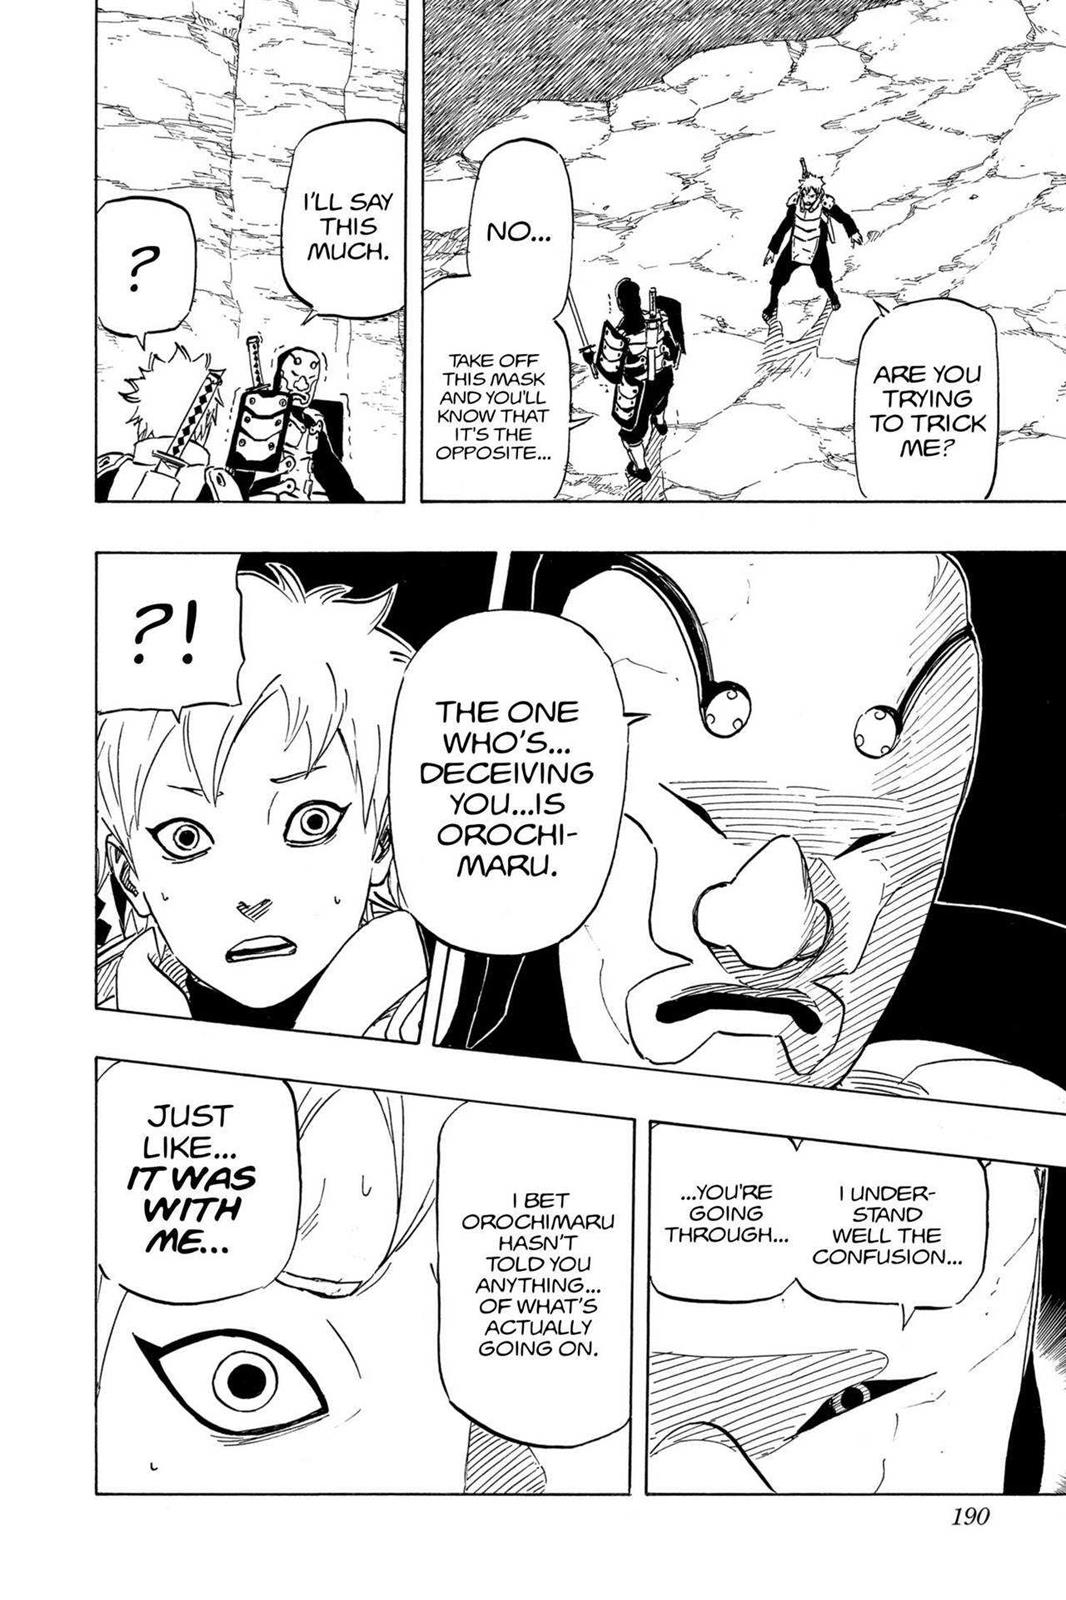 ARE YOU
TRYING
TO TRICK
ME?
NO...
TAKE OFF
THIS MASK
AND YOU'LL
KNOW THAT
IT'S THE
OPPOSITE...
I'LL SAY
THIS
MUCH.
?
THE ONE
WHO'S...
DECEIVING
YOU...IS
OROCHI-
MARU.
?!
I UNDER-
STAND
WELL THE
CONFUSION...
...YOU'RE
GOING
THROUGH...
I BET
OROCHIMARU
HASN'T
TOLD YOU
ANYTHING...
OF WHAT'S
ACTUALLY
GOING ON.
JUST
LIKE...
IT WAS
WITH
ME...
190